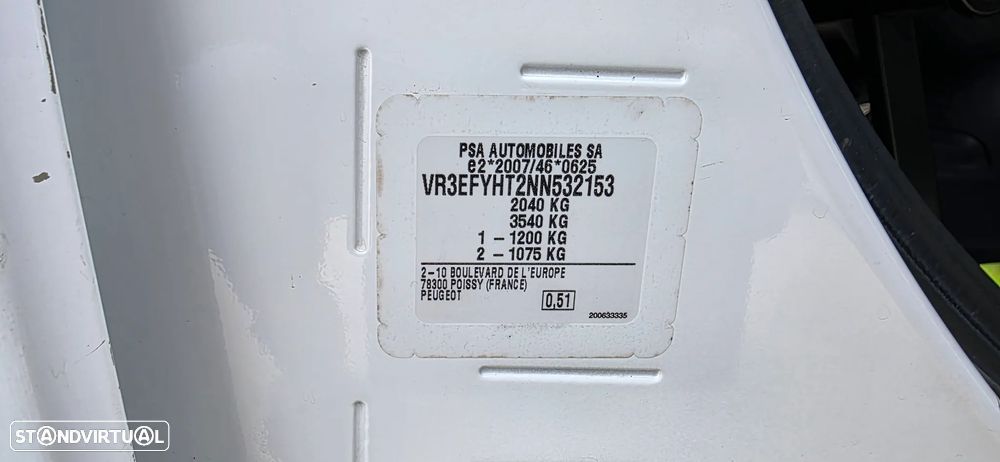 PSA AUTOMOBILES SA
e2*2007/46*0625
VR3EFYHT2NN532153
2040 KG
3540 KG
1 - 1200 KG
2 - 1075 KG
2-10 BOULEVARD DE L'EUROPE
78300 POISSY (FRANCE)
PEUGEOT
0,51
200633335
STANDVIRTUAL